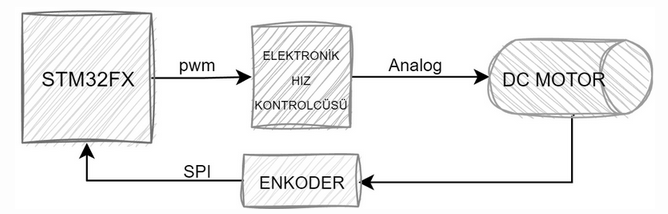 STM32FX
pwm
ELEKTRONİK
HIZ
KONTROLCÜSÜ
Analog
DC MOTOR
SPI
ENKODER